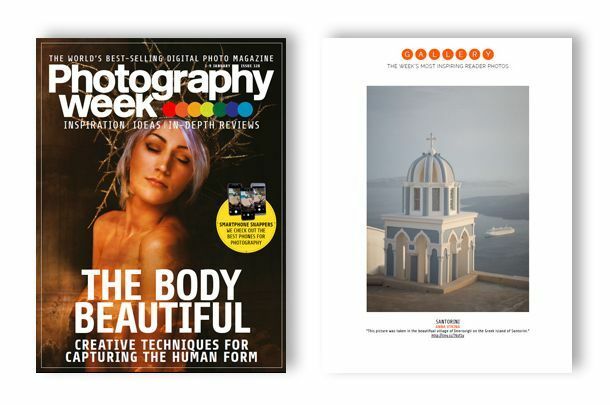 THE WORLD'S BEST-SELLING DIGITAL PHOTO MAGAZINE
Photography
week
INSPIRATION IDEAS IN-DEPTH REVIEWS
SMARTPHONE SNAPPERS
WE CHECK OUT THE
BEST PHONES FOR
PHOTOGRAPHY
THE BODY
BEAUTIFUL
CREATIVE TECHNIQUES FOR
CAPTURING THE HUMAN FORM
GALLERY
THE WEEK'S MOST INSPIRING READER PHOTOS
SANTORINI
"This picture was taken in the beautiful village of on the Greek island of Santorini."